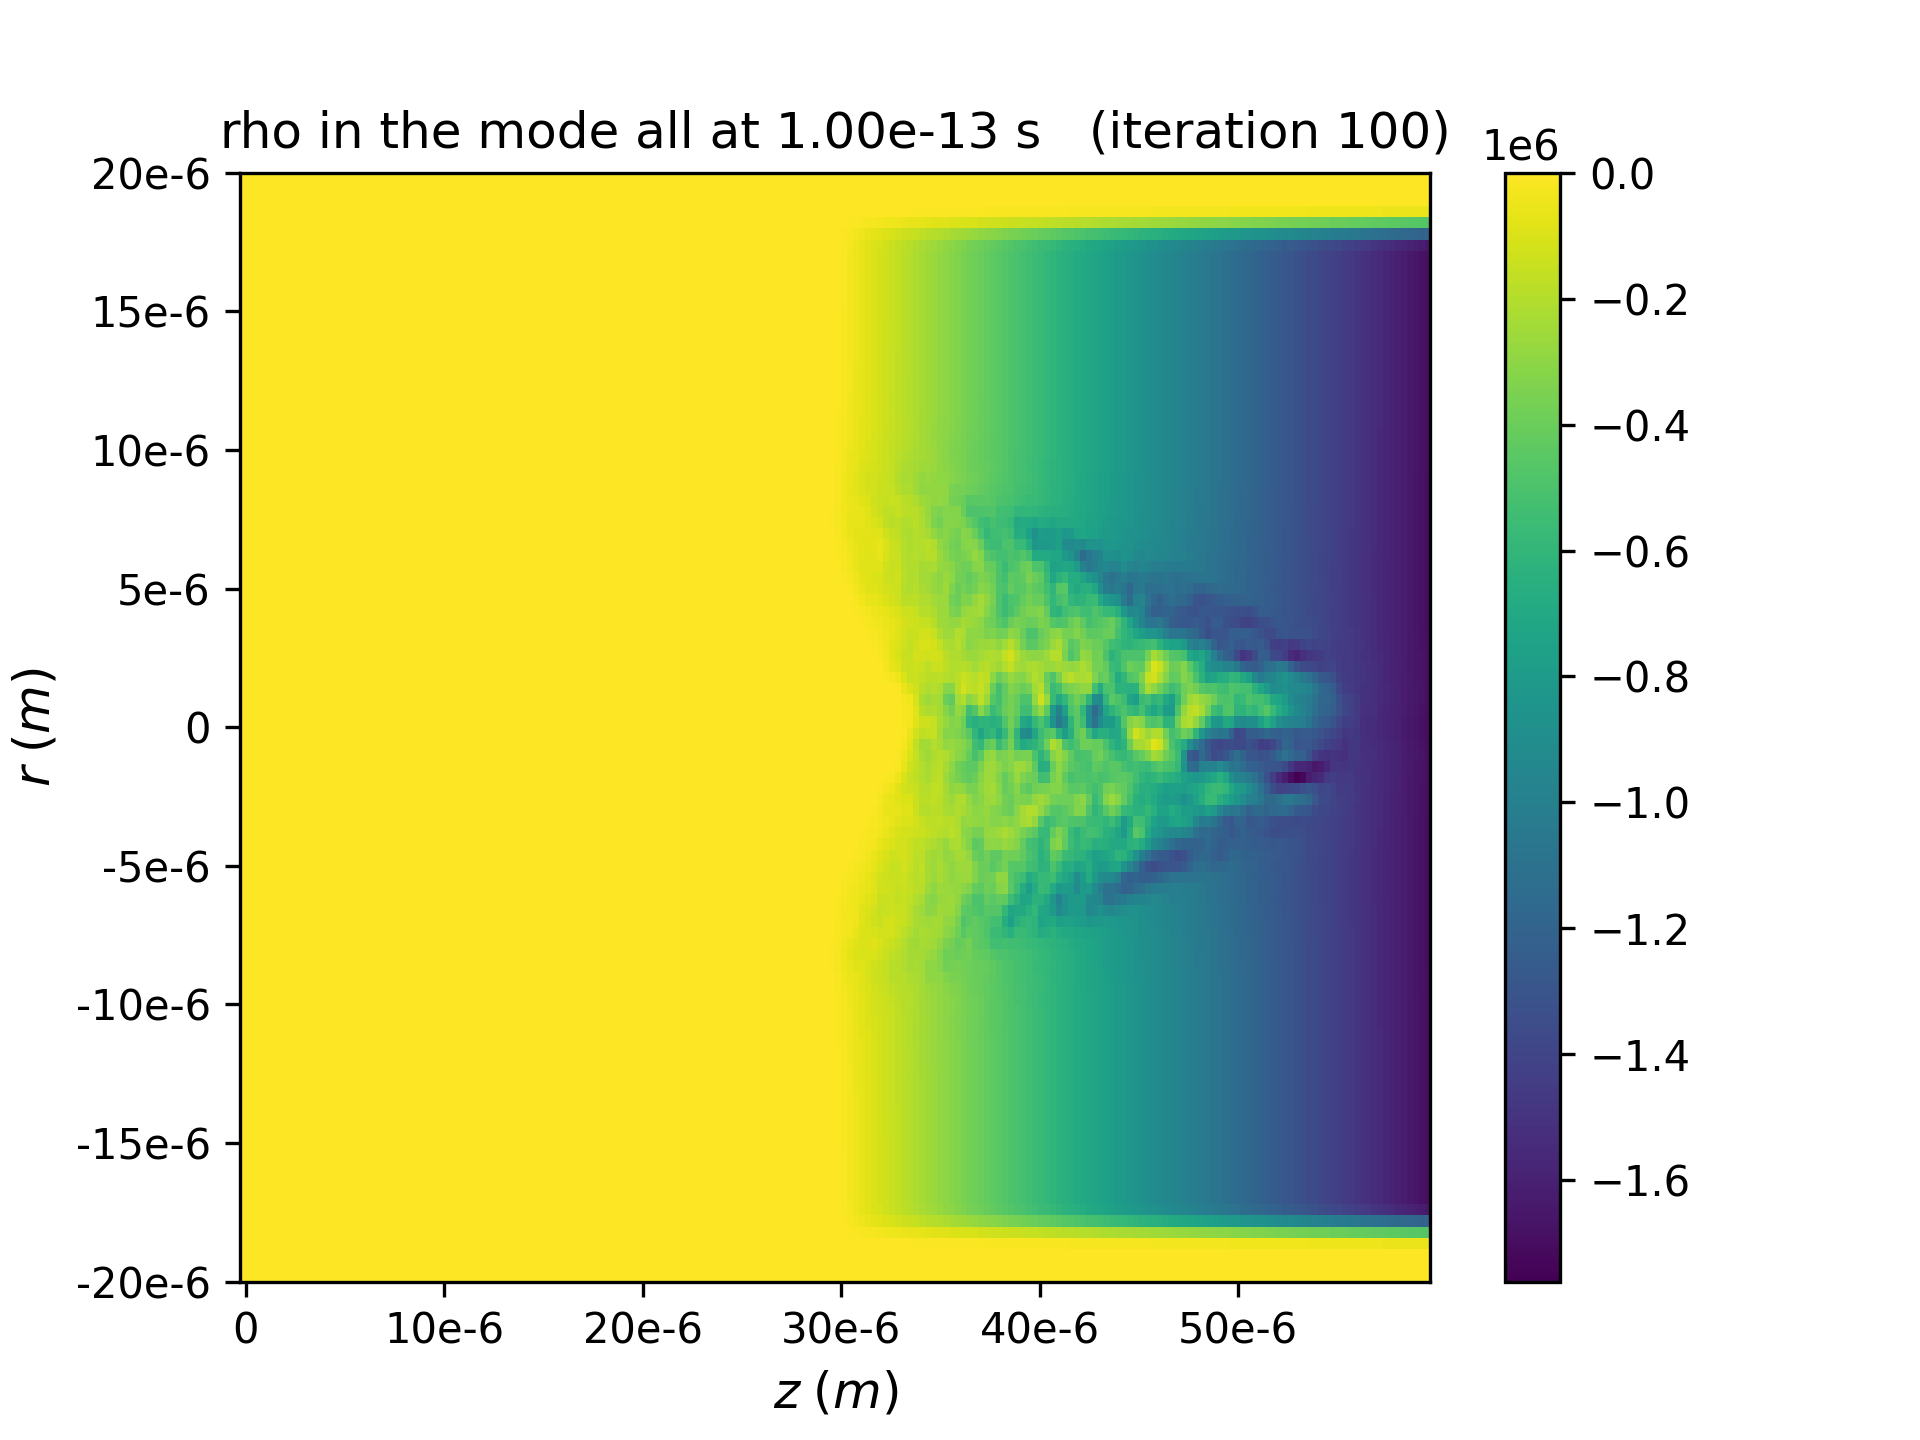 rho in the mode all at 1.00e-13 s (iteration 100)
1e6
20e-6
15e-6
10e-6
5e-6
0
-5e-6
-10e-6
-15e-6
-20e-6
r (m)
0 10e-6 20e-6 30e-6 40e-6 50e-6
z (m)
0.0
−0.2
−0.4
−0.6
−0.8
−1.0
−1.2
−1.4
−1.6